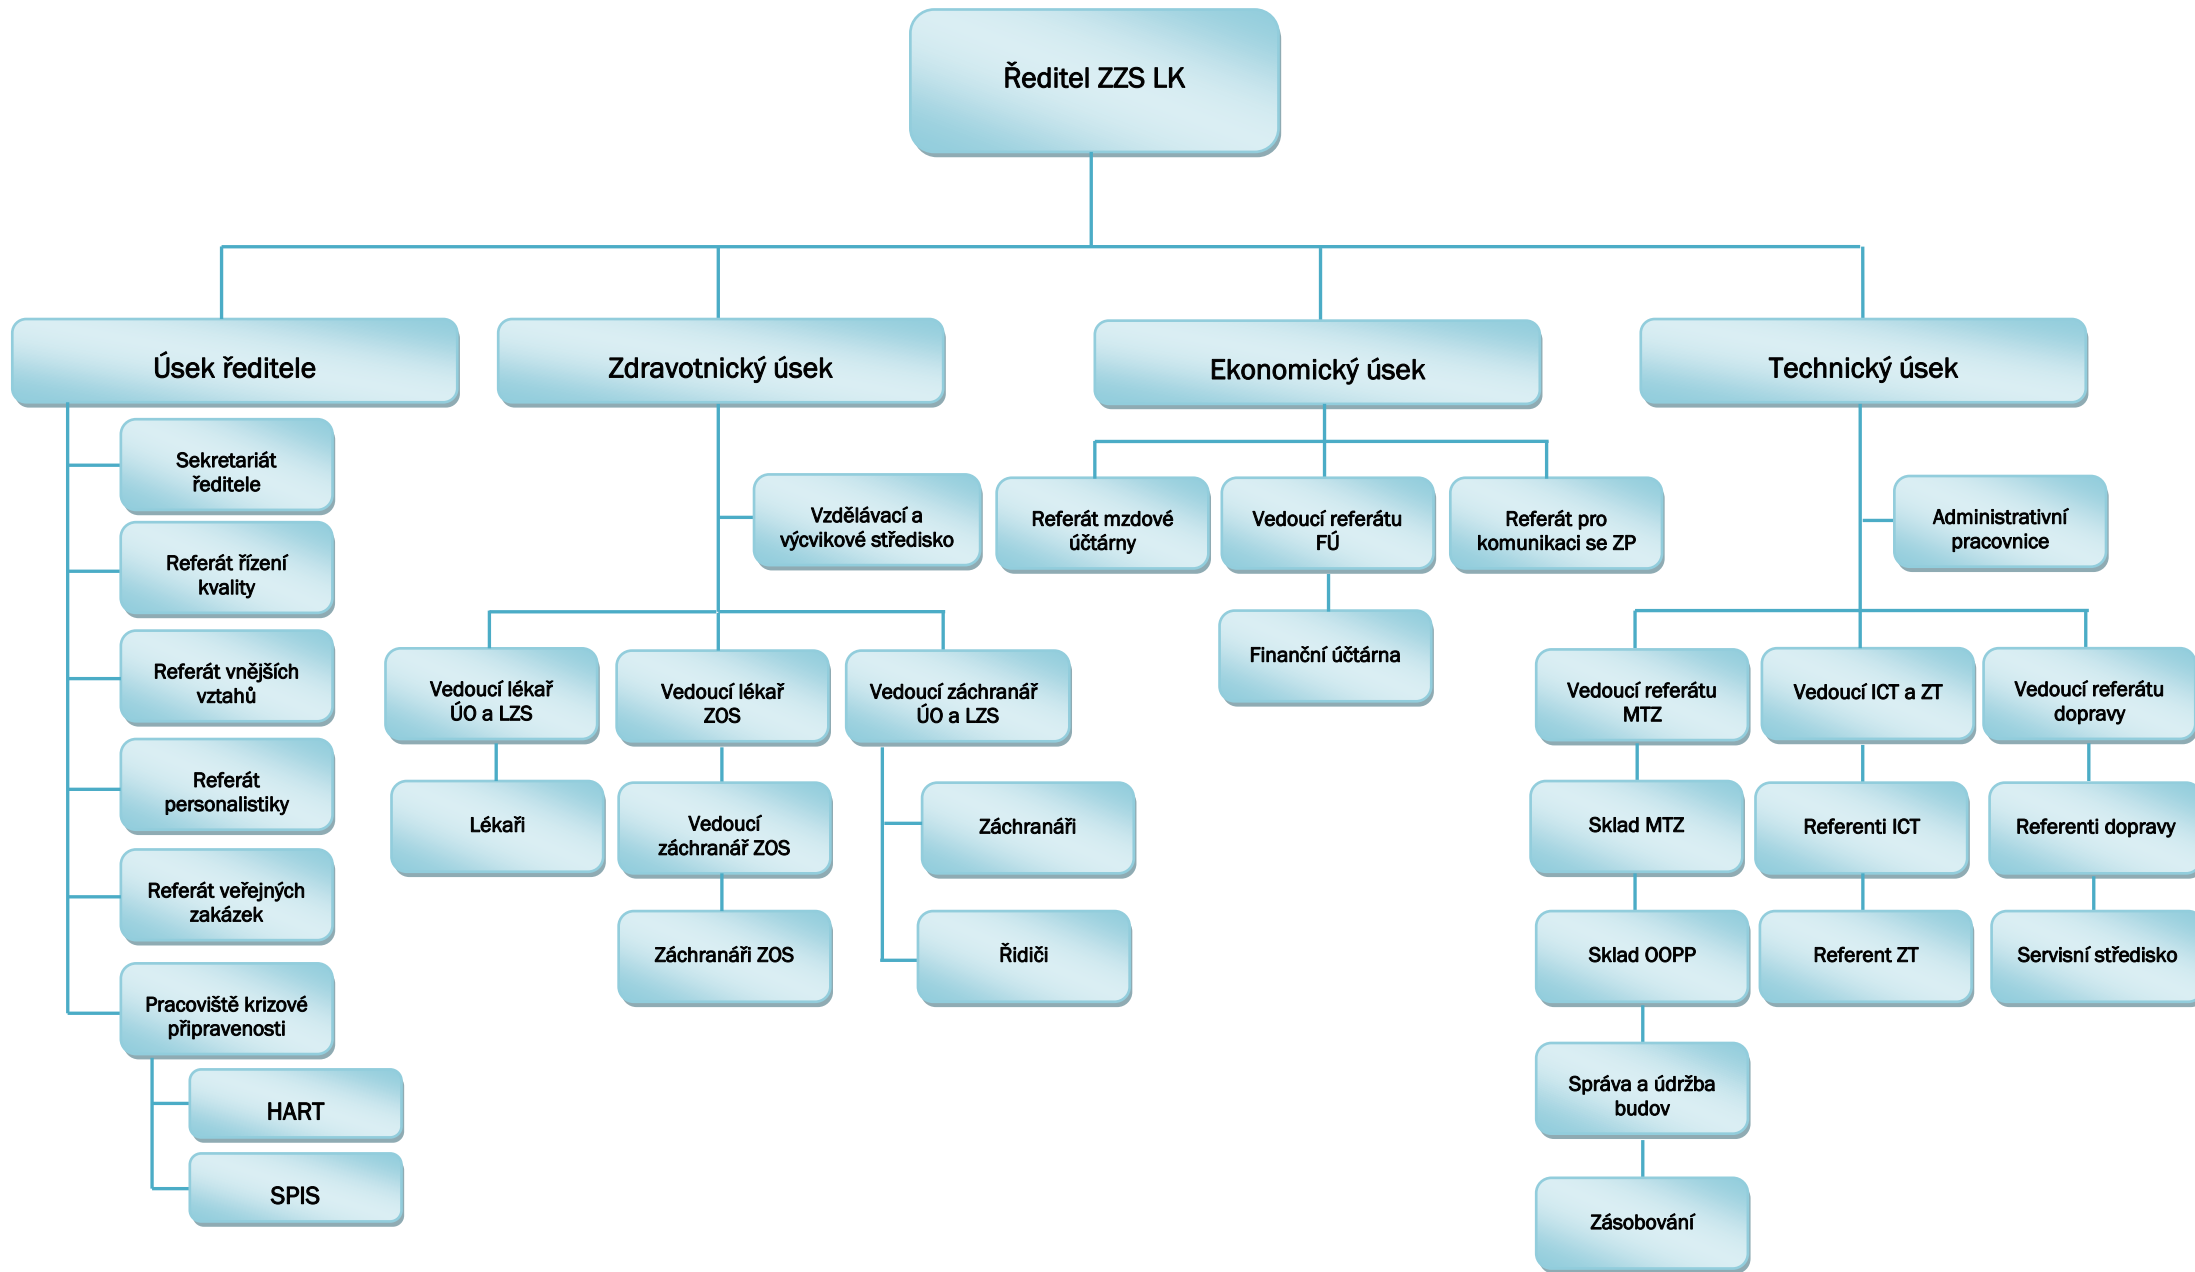 Ředitel ZZS LK
Úsek ředitele
Zdravotnický úsek
Ekonomický úsek
Technický úsek
Sekretariát
ředitele
Referát řízení
kvality
Referát vnějších
vztahů
Referát
personalistiky
Referát veřejných
zakázek
Pracoviště krizové
připravenosti
HART
SPIS
Vzdělávací a
výcvikové středisko
Vedoucí lékař
ÚO a LZS
Lékaři
Vedoucí lékař
ZOS
Vedoucí
záchranář ZOS
Záchranáři ZOS
Vedoucí záchranář
ÚO a LZS
Záchranáři
Řidiči
Referát mzdové
účtárny
Vedoucí referátu
FÚ
Finanční účtárna
Referát pro
komunikaci se ZP
Administrativní
pracovnice
Vedoucí referátu
MTZ
Sklad MTZ
Sklad OOPP
Správa a údržba
budov
Zásobování
Vedoucí ICT a ZT
Referenti ICT
Referent ZT
Vedoucí referátu
dopravy
Referenti dopravy
Servisní středisko